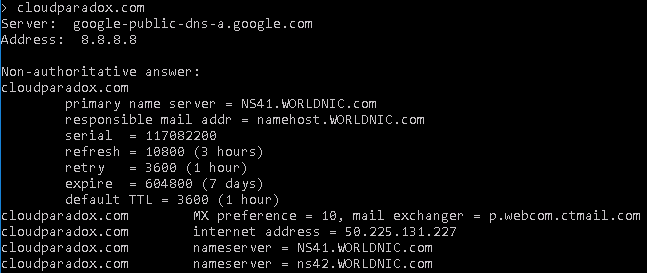 > cloudparadox.com
Server:  google-public-dns-a.google.com
Address:  8.8.8.8

Non-authoritative answer:
cloudparadox.com
        primary name server = NS41.WORLDNIC.com
        responsible mail addr = namehost.WORLDNIC.com
        serial  = 117082200
        refresh = 10800 (3 hours)
        retry   = 3600 (1 hour)
        expire  = 604800 (7 days)
        default TTL = 3600 (1 hour)
cloudparadox.com        MX preference = 10, mail exchanger = p.webcom.ctmail.com
cloudparadox.com        internet address = 50.225.131.227
cloudparadox.com        nameserver = NS41.WORLDNIC.com
cloudparadox.com        nameserver = ns42.WORLDNIC.com